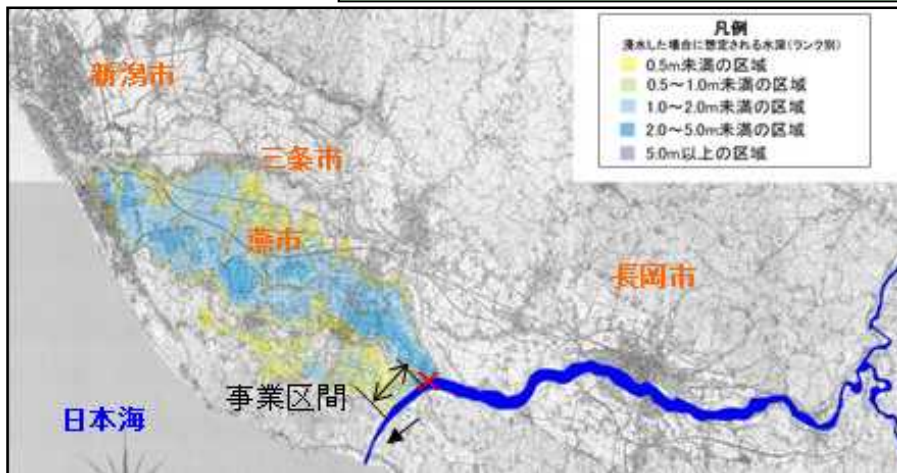 凡例
浸水した場合に想定される水深(ランク別)
0.5m未満の区域
0.5～1.0m未満の区域
1.0～2.0m未満の区域
2.0～5.0m未満の区域
5.0m以上の区域
新潟市
三条市
燕市
長岡市
事業区間
日本海